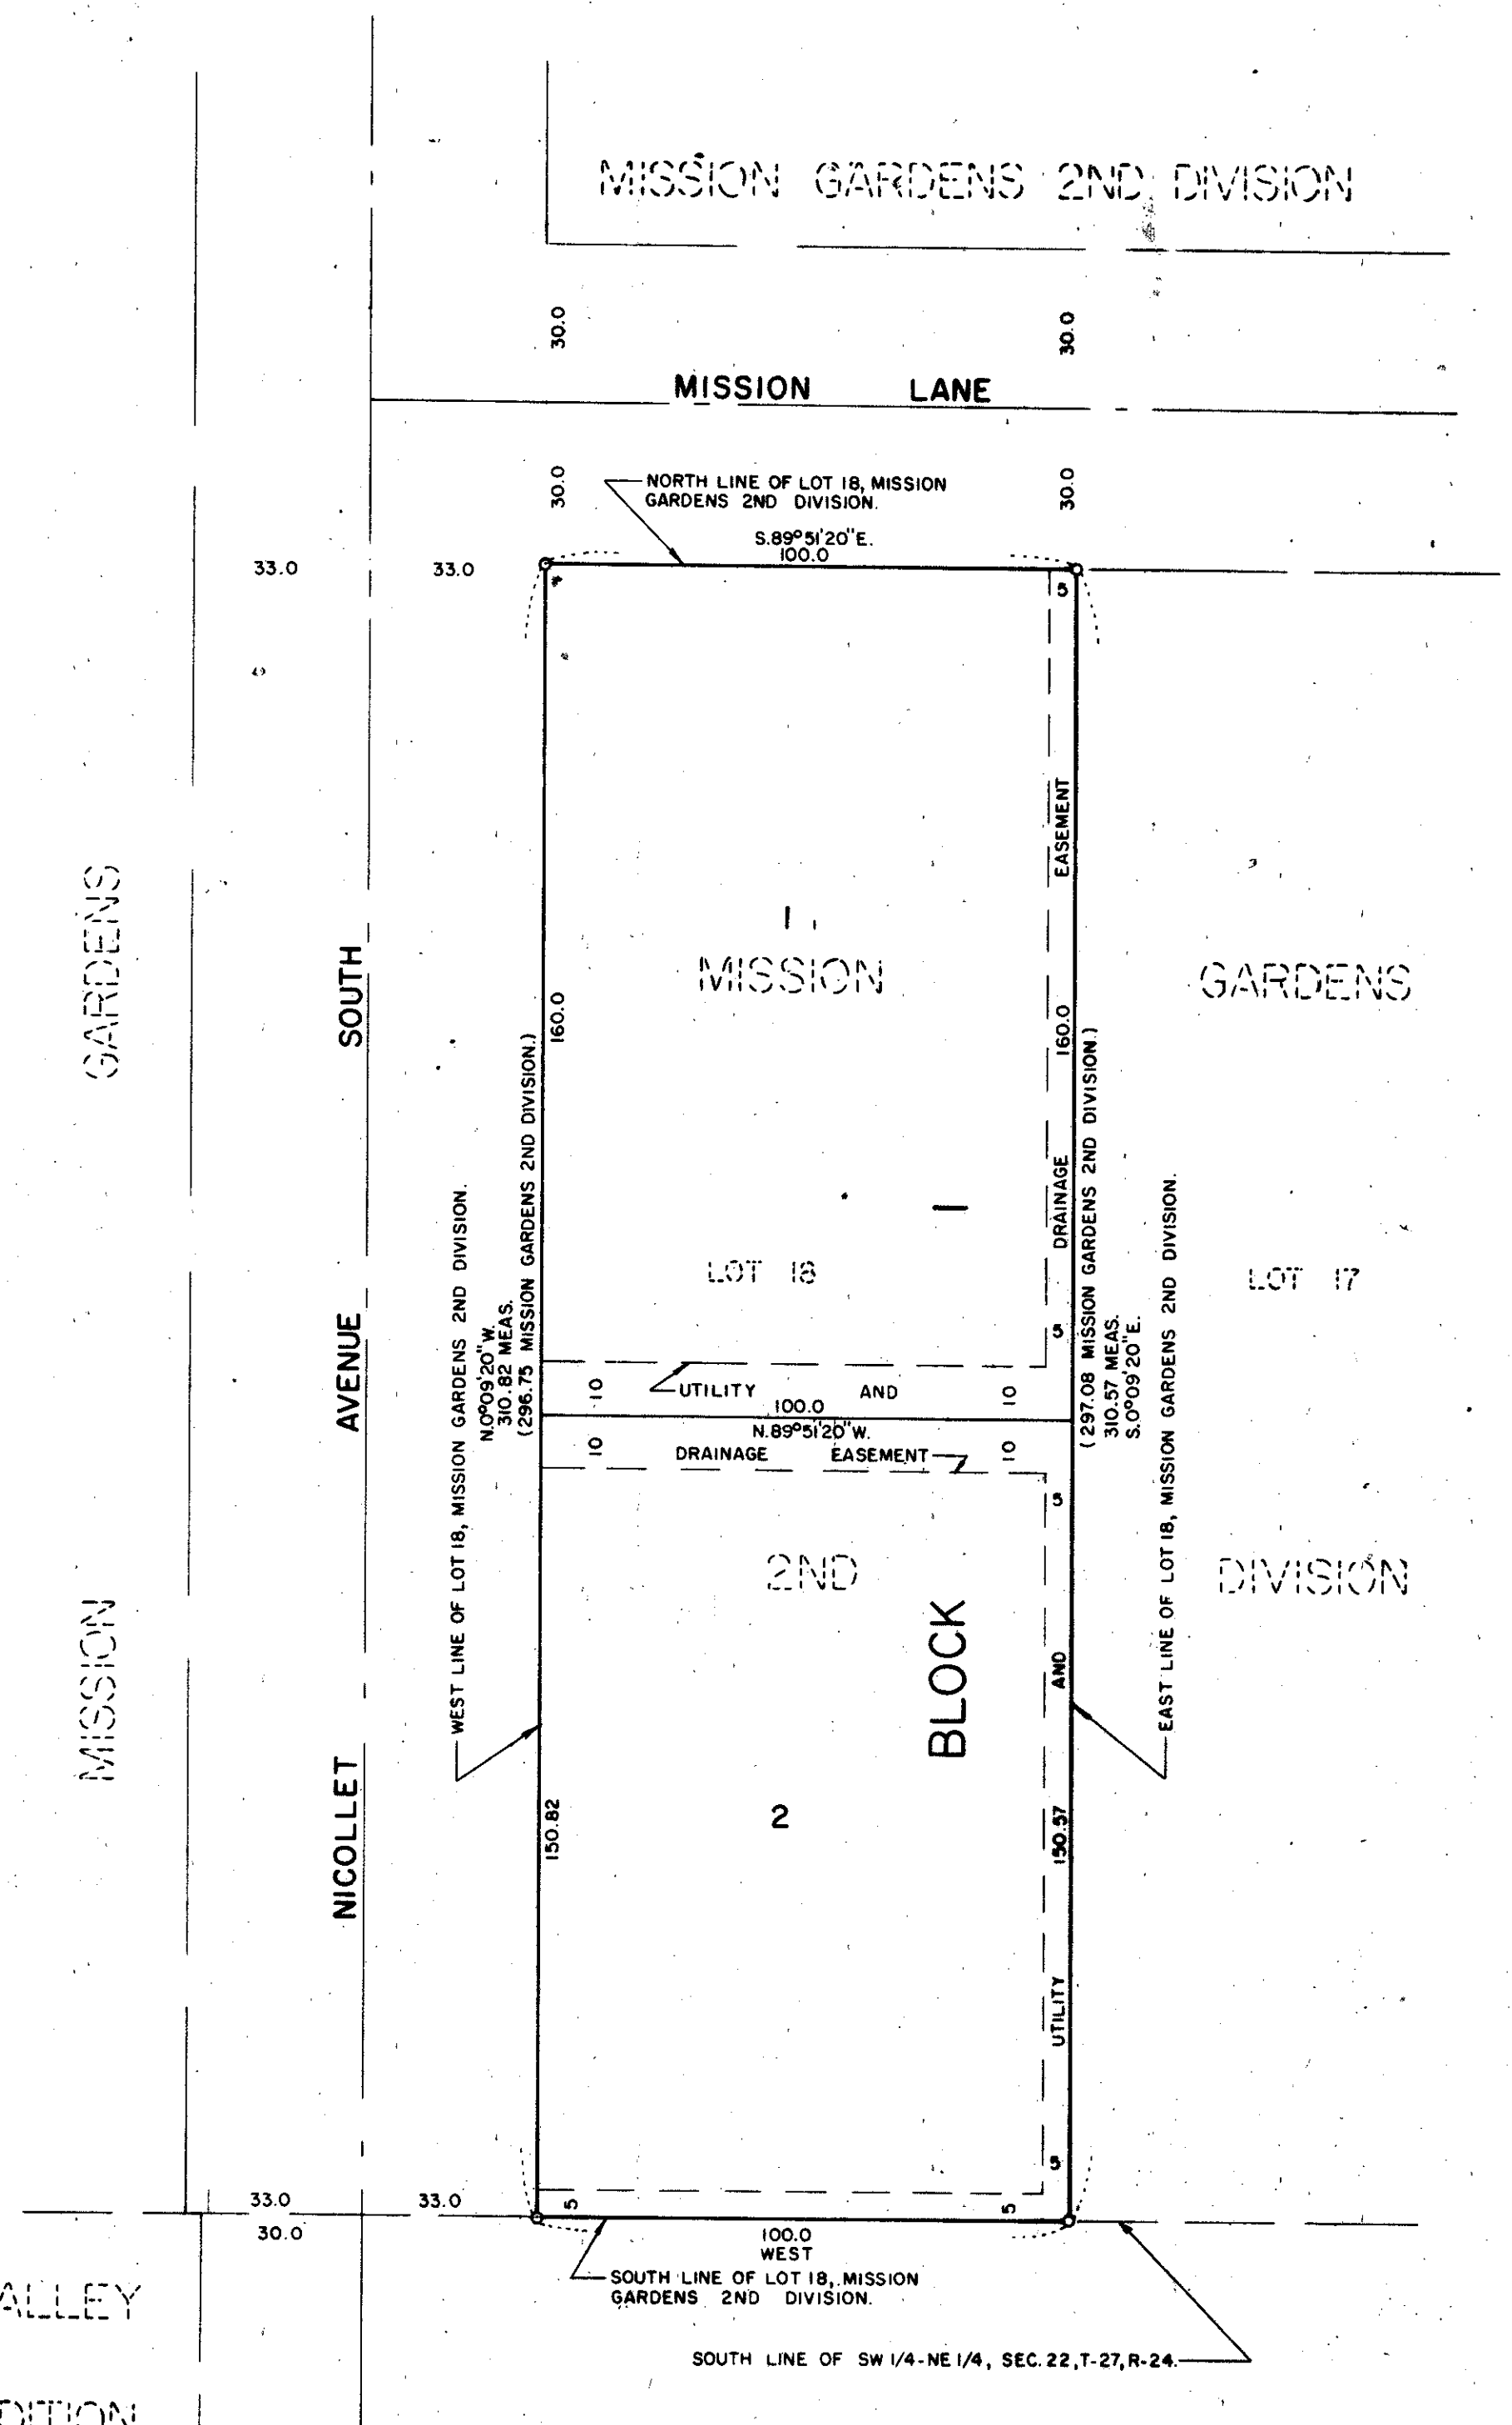 MISSION GARDENS 2ND DIVISION
30.0
30.0
MISSION LANE
30.0
30.0
NORTH LINE OF LOT 18, MISSION
GARDENS 2ND DIVISION.
S.89°51'20"E.
100.0
33.0
33.0
5
EASEMENT
160.0
DRAINAGE
5
160.0
1
MISSION
GARDENS
LOT 18
LOT 17
1
BLOCK
GARDENS
MISSION
SOUTH
AVENUE
NICOLLET
WEST LINE OF LOT 18, MISSION GARDENS 2ND DIVISION.
N.0°09'20"W.
310.82 MEAS.
(296.75 MISSION GARDENS 2ND DIVISION.)
(297.08 MISSION GARDENS 2ND DIVISION.)
310.57 MEAS.
S.0°09'20"E.
EAST LINE OF LOT 18, MISSION GARDENS 2ND DIVISION.
10
UTILITY AND
10
100.0
N.89°51'20"W.
10
DRAINAGE EASEMENT
10
5
2ND
DIVISION
AND
150.57
UTILITY
5
150.82
2
33.0
33.0
30.0
5
5
100.0
WEST
SOUTH LINE OF LOT 18, MISSION
GARDENS 2ND DIVISION.
SOUTH LINE OF SW 1/4-NE 1/4, SEC. 22, T-27, R-24.
ALLEY
DITION